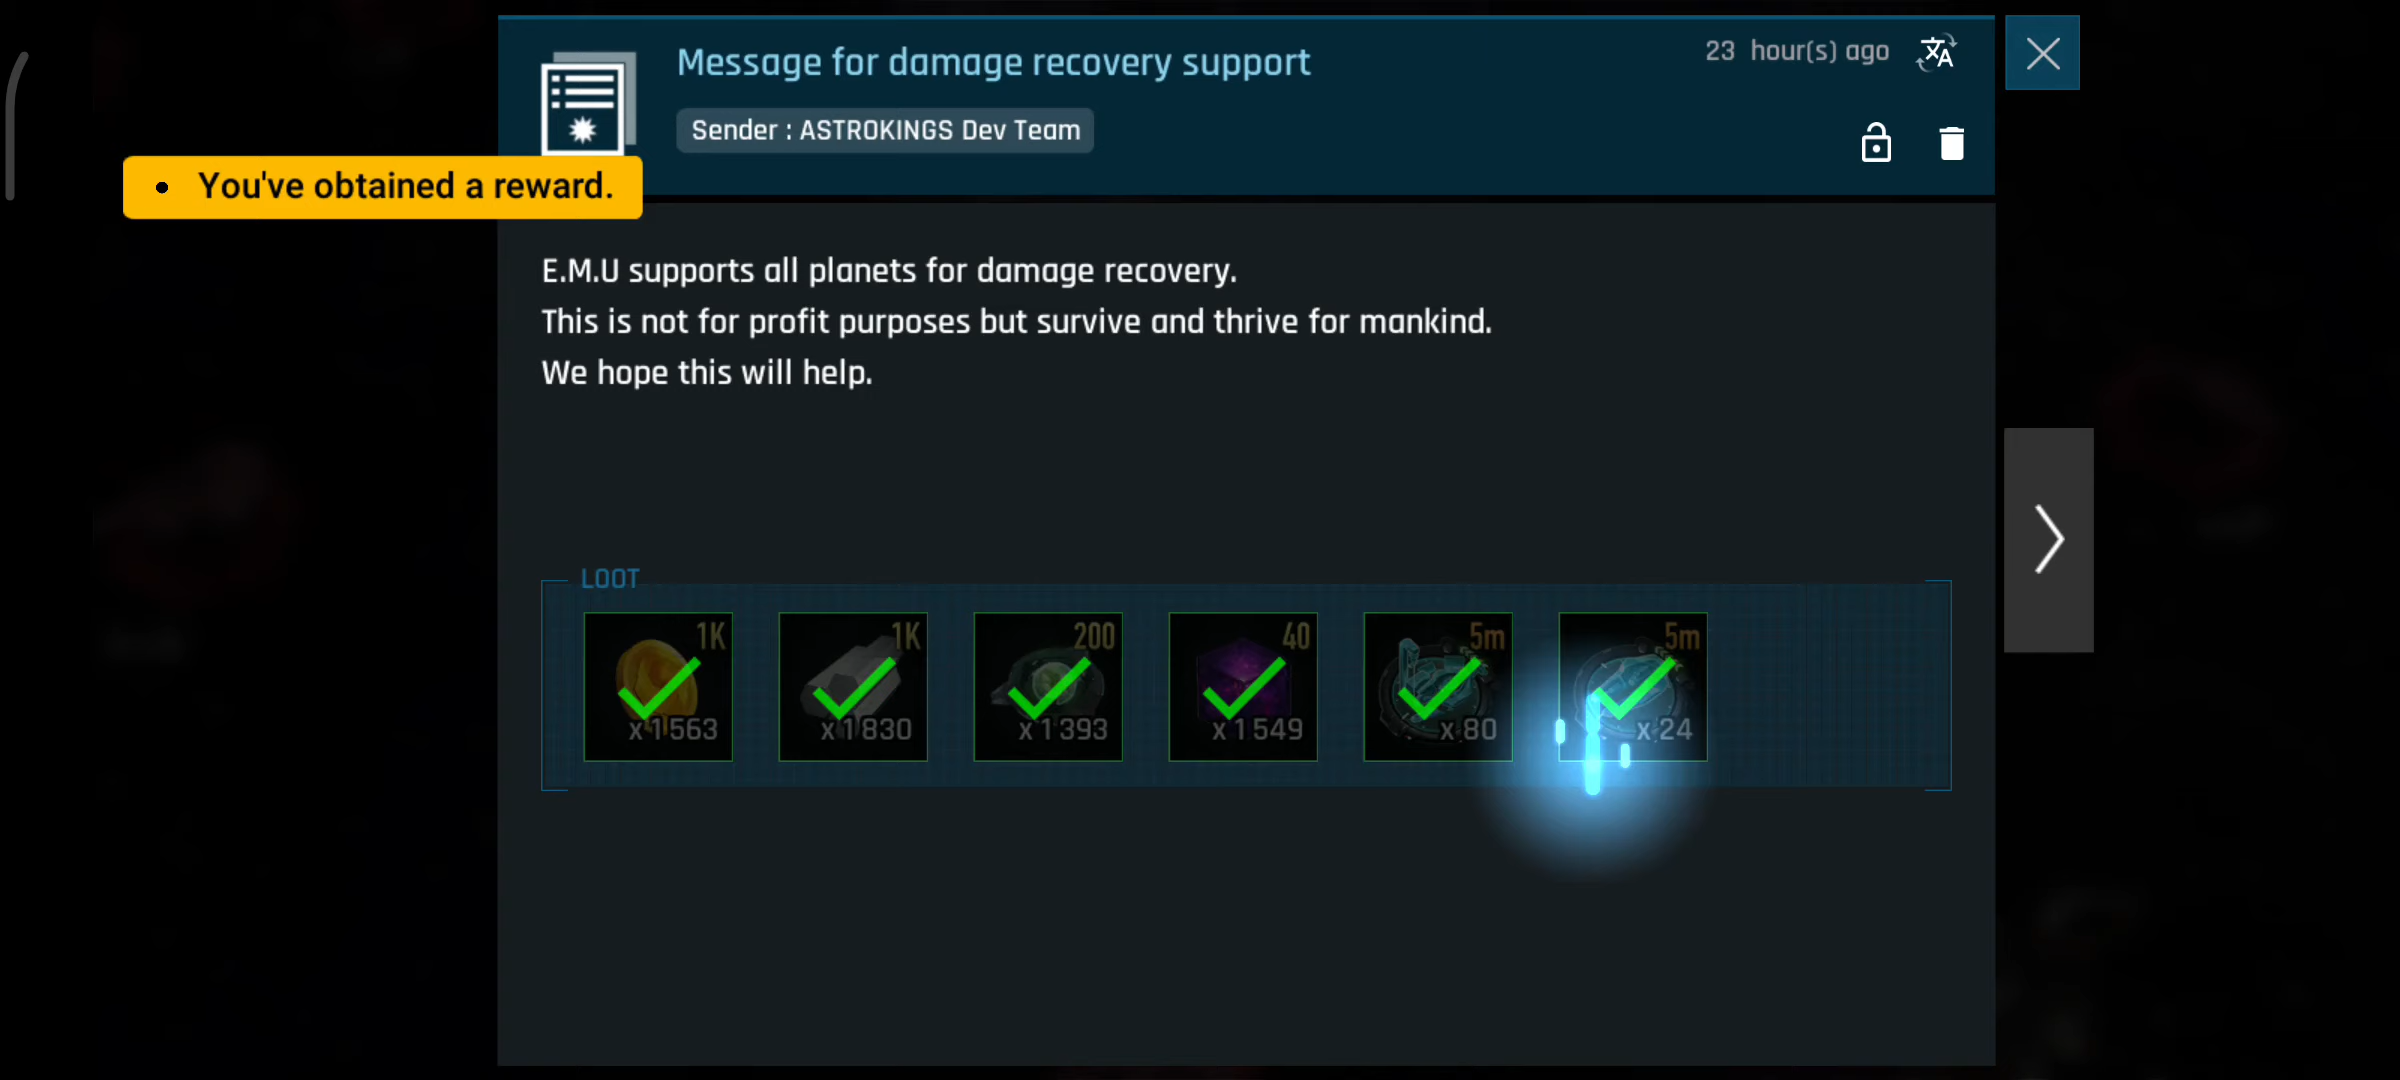 Message for damage recovery support
23 hour(s) ago
Sender : ASTROKINGS Dev Team
You've obtained a reward.
E.M.U supports all planets for damage recovery.
This is not for profit purposes but survive and thrive for mankind.
We hope this will help.
LOOT
1K 1K 200 40 5m 5m
x 1 563 x 1 830 x 1 393 x 1 549 x 80 x 24